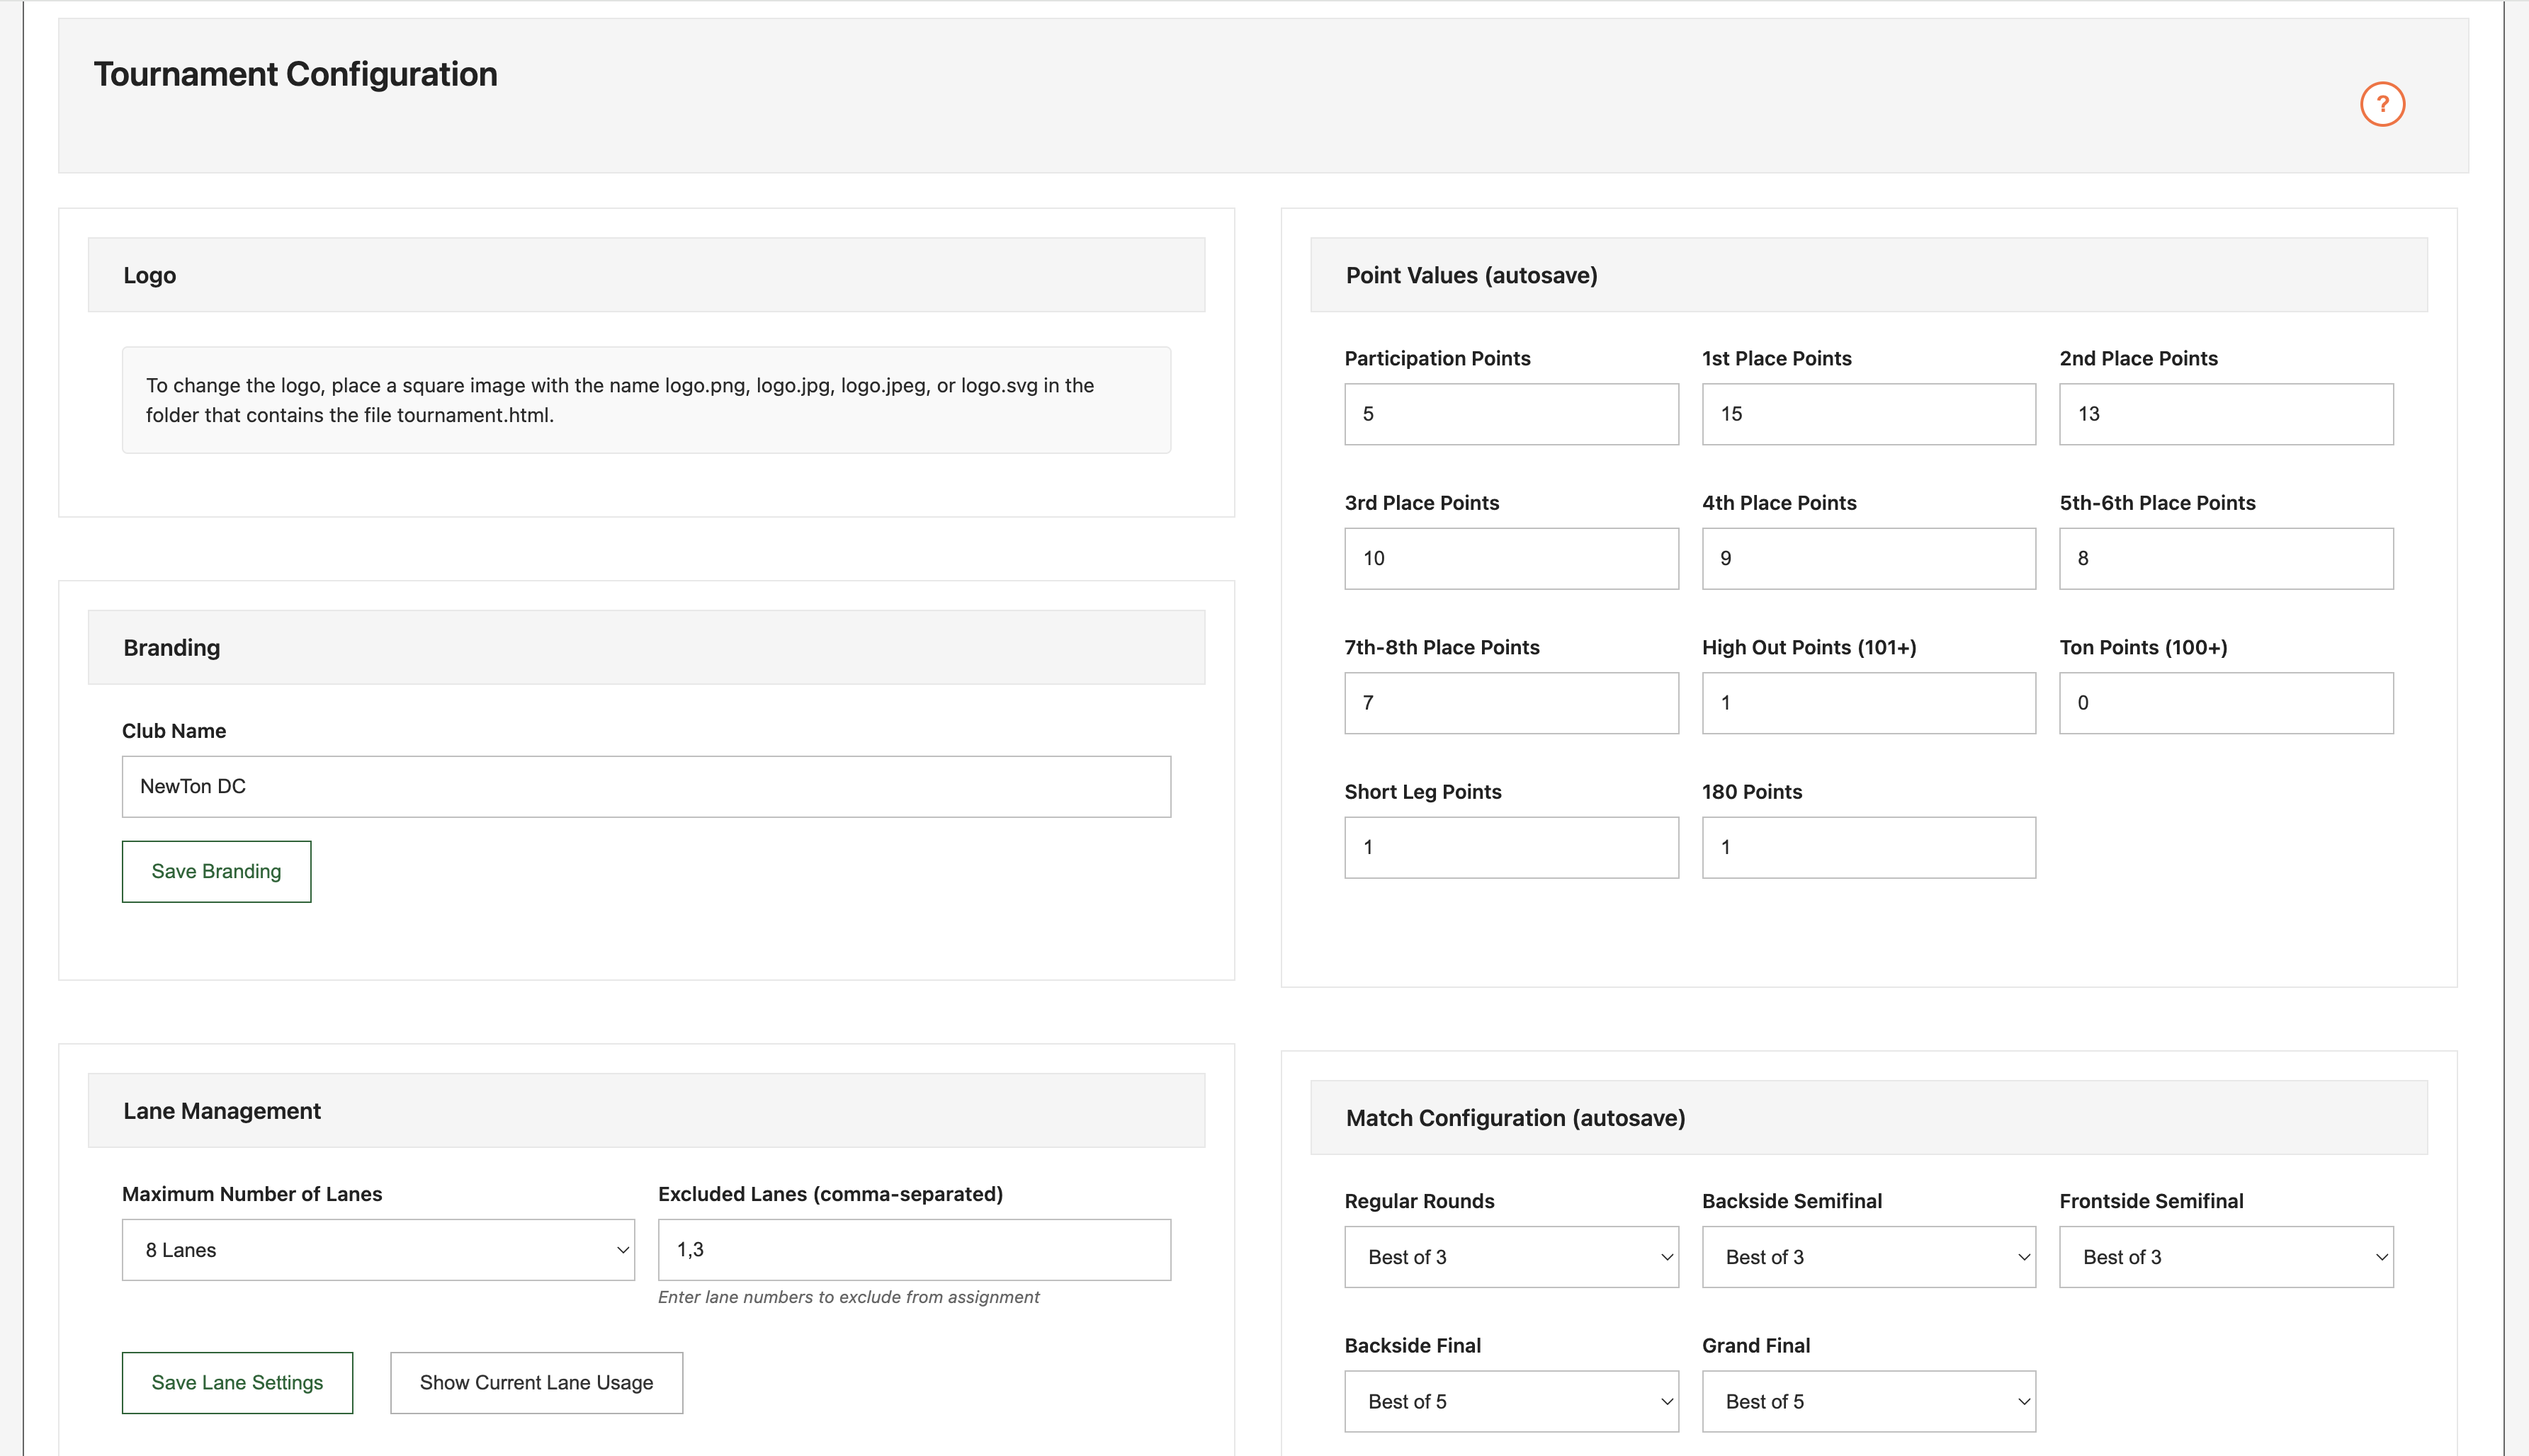 Tournament Configuration
?
Logo
To change the logo, place a square image with the name logo.png, logo.jpg, logo.jpeg, or logo.svg in the
folder that contains the file tournament.html.
Branding
Club Name
NewTon DC
Save Branding
Lane Management
Maximum Number of Lanes
8 Lanes
Excluded Lanes (comma-separated)
1,3
Enter lane numbers to exclude from assignment
Save Lane Settings
Show Current Lane Usage
Point Values (autosave)
Participation Points
5
1st Place Points
15
2nd Place Points
13
3rd Place Points
10
4th Place Points
9
5th-6th Place Points
8
7th-8th Place Points
7
High Out Points (101+)
1
Ton Points (100+)
0
Short Leg Points
1
180 Points
1
Match Configuration (autosave)
Regular Rounds
Best of 3
Backside Semifinal
Best of 3
Frontside Semifinal
Best of 3
Backside Final
Best of 5
Grand Final
Best of 5